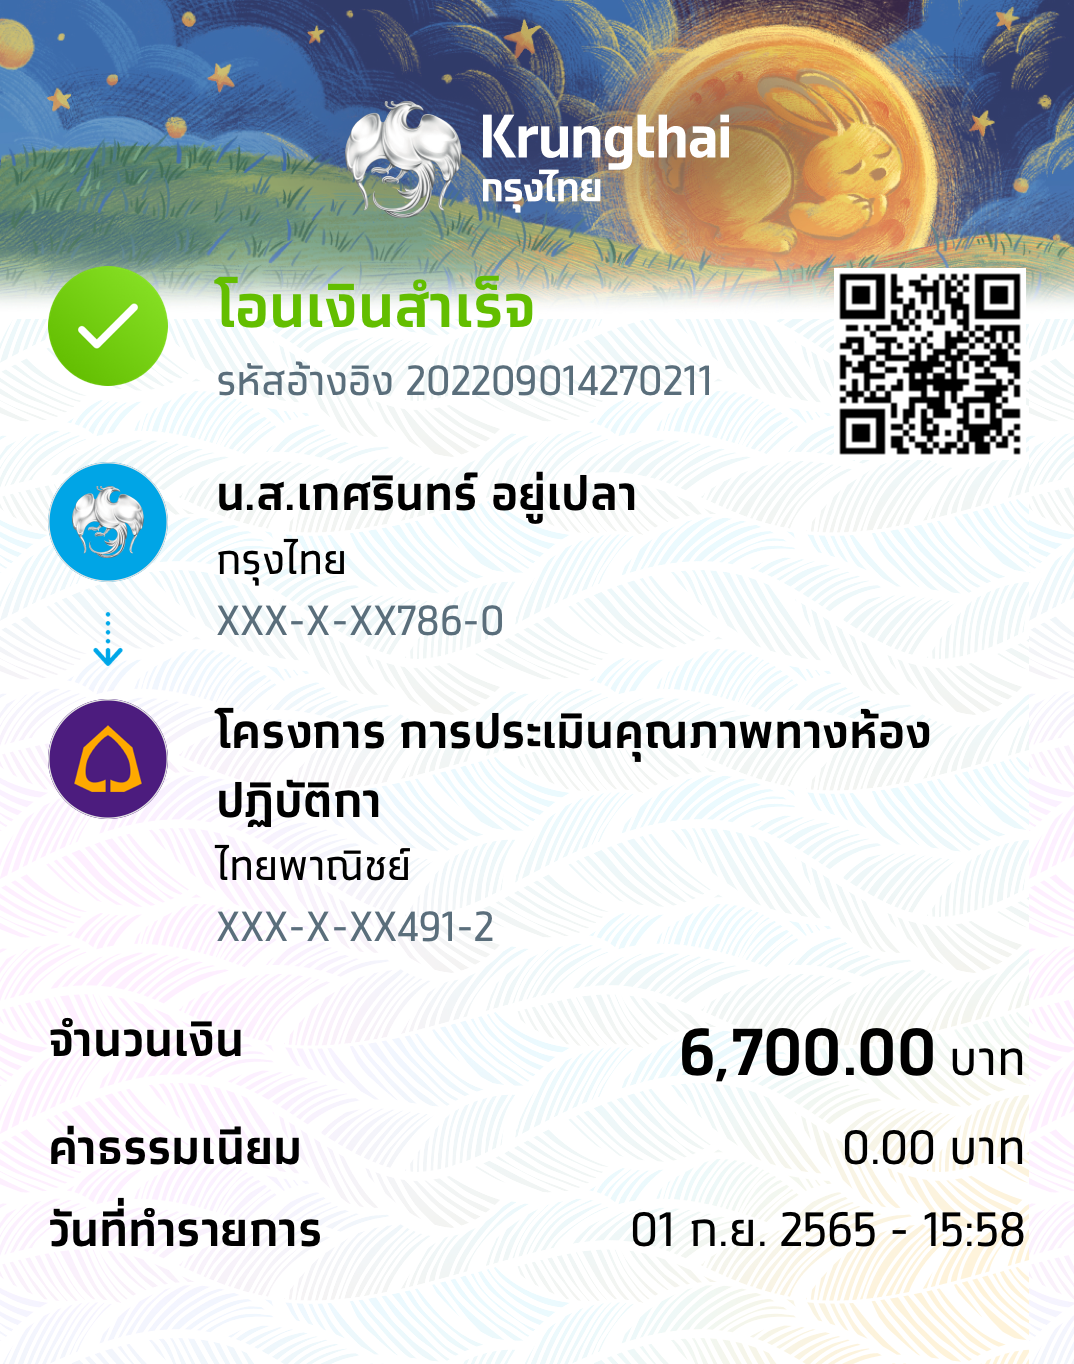 Krungthai
กรุงไทย
โอนเงินสำเร็จ
รหัสอ้างอิง 202209014270211
น.ส.เกศรินทร์ อยู่เปลา
กรุงไทย
XXX-X-XX786-0
โครงการ การประเมินคุณภาพทางห้อง
ปฏิบัติกา
ไทยพาณิชย์
XXX-X-XX491-2
จำนวนเงิน 6,700.00 บาท
ค่าธรรมเนียม 0.00 บาท
วันที่ทำรายการ 01 ก.ย. 2565 - 15:58